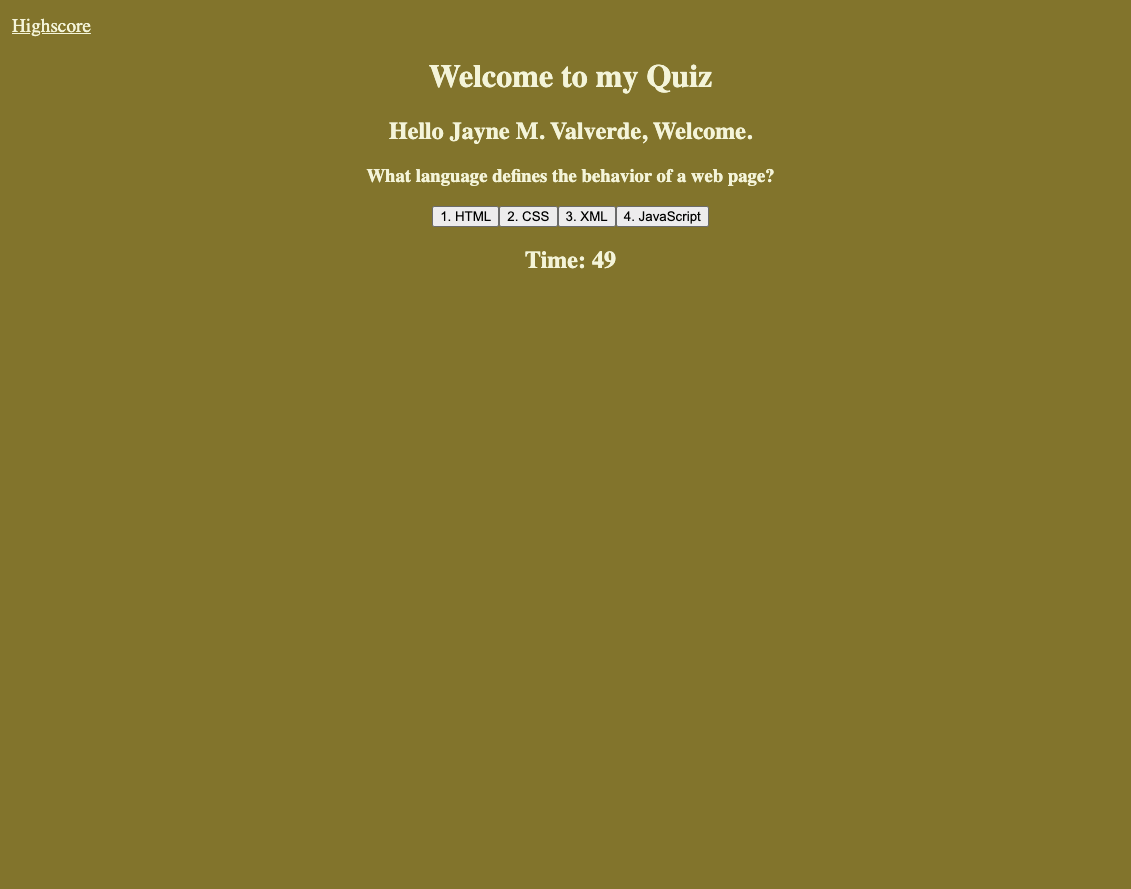 Highscore
Welcome to my Quiz
Hello Jayne M. Valverde, Welcome.
What language defines the behavior of a web page?
1. HTML 2. CSS 3. XML 4. JavaScript
Time: 49